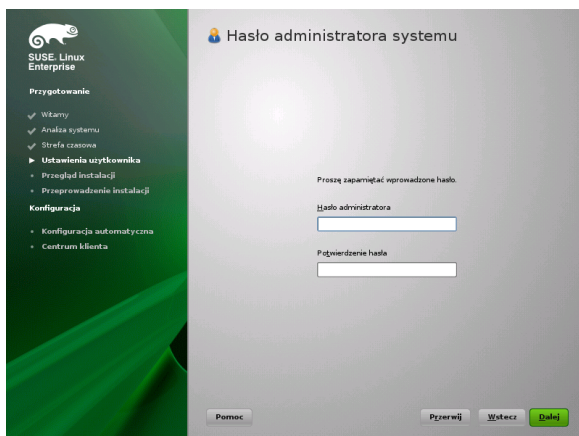 SUSE. Linux
Enterprise
Przygotowanie
Witamy
Analiza systemu
Strefa czasowa
Ustawienia użytkownika
Przegląd instalacji
Przeprowadzenie instalacji
Konfiguracja
Konfiguracja automatyczna
Centrum klienta
Hasło administratora systemu
Proszę zapamiętać wprowadzone hasło.
Hasło administratora
Potwierdzenie hasła
Pomoc
Przerwij
Wstecz
Dalej